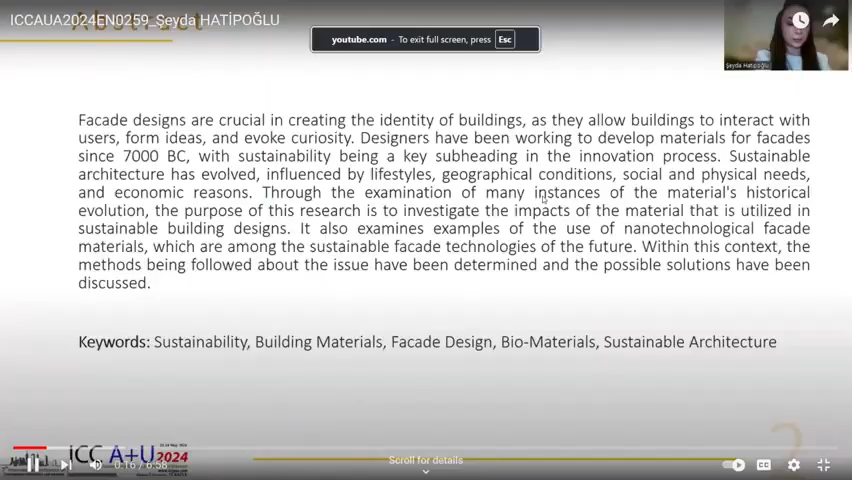 ICCAUA2024EN0259_Şeyda HATİPOĞLU
Abstract
youtube.com - To exit full screen, press Esc
Şeyda Hatipoğlu
Facade designs are crucial in creating the identity of buildings, as they allow buildings to interact with
users, form ideas, and evoke curiosity. Designers have been working to develop materials for facades
since 7000 BC, with sustainability being a key subheading in the innovation process. Sustainable
architecture has evolved, influenced by lifestyles, geographical conditions, social and physical needs,
and economic reasons. Through the examination of many instances of the material's historical
evolution, the purpose of this research is to investigate the impacts of the material that is utilized in
sustainable building designs. It also examines examples of the use of nanotechnological facade
materials, which are among the sustainable facade technologies of the future. Within this context, the
methods being followed about the issue have been determined and the possible solutions have been
discussed.
Keywords: Sustainability, Building Materials, Facade Design, Bio-Materials, Sustainable Architecture
2
ICC A+U 2024
0:16 / 6:58
Scroll for details